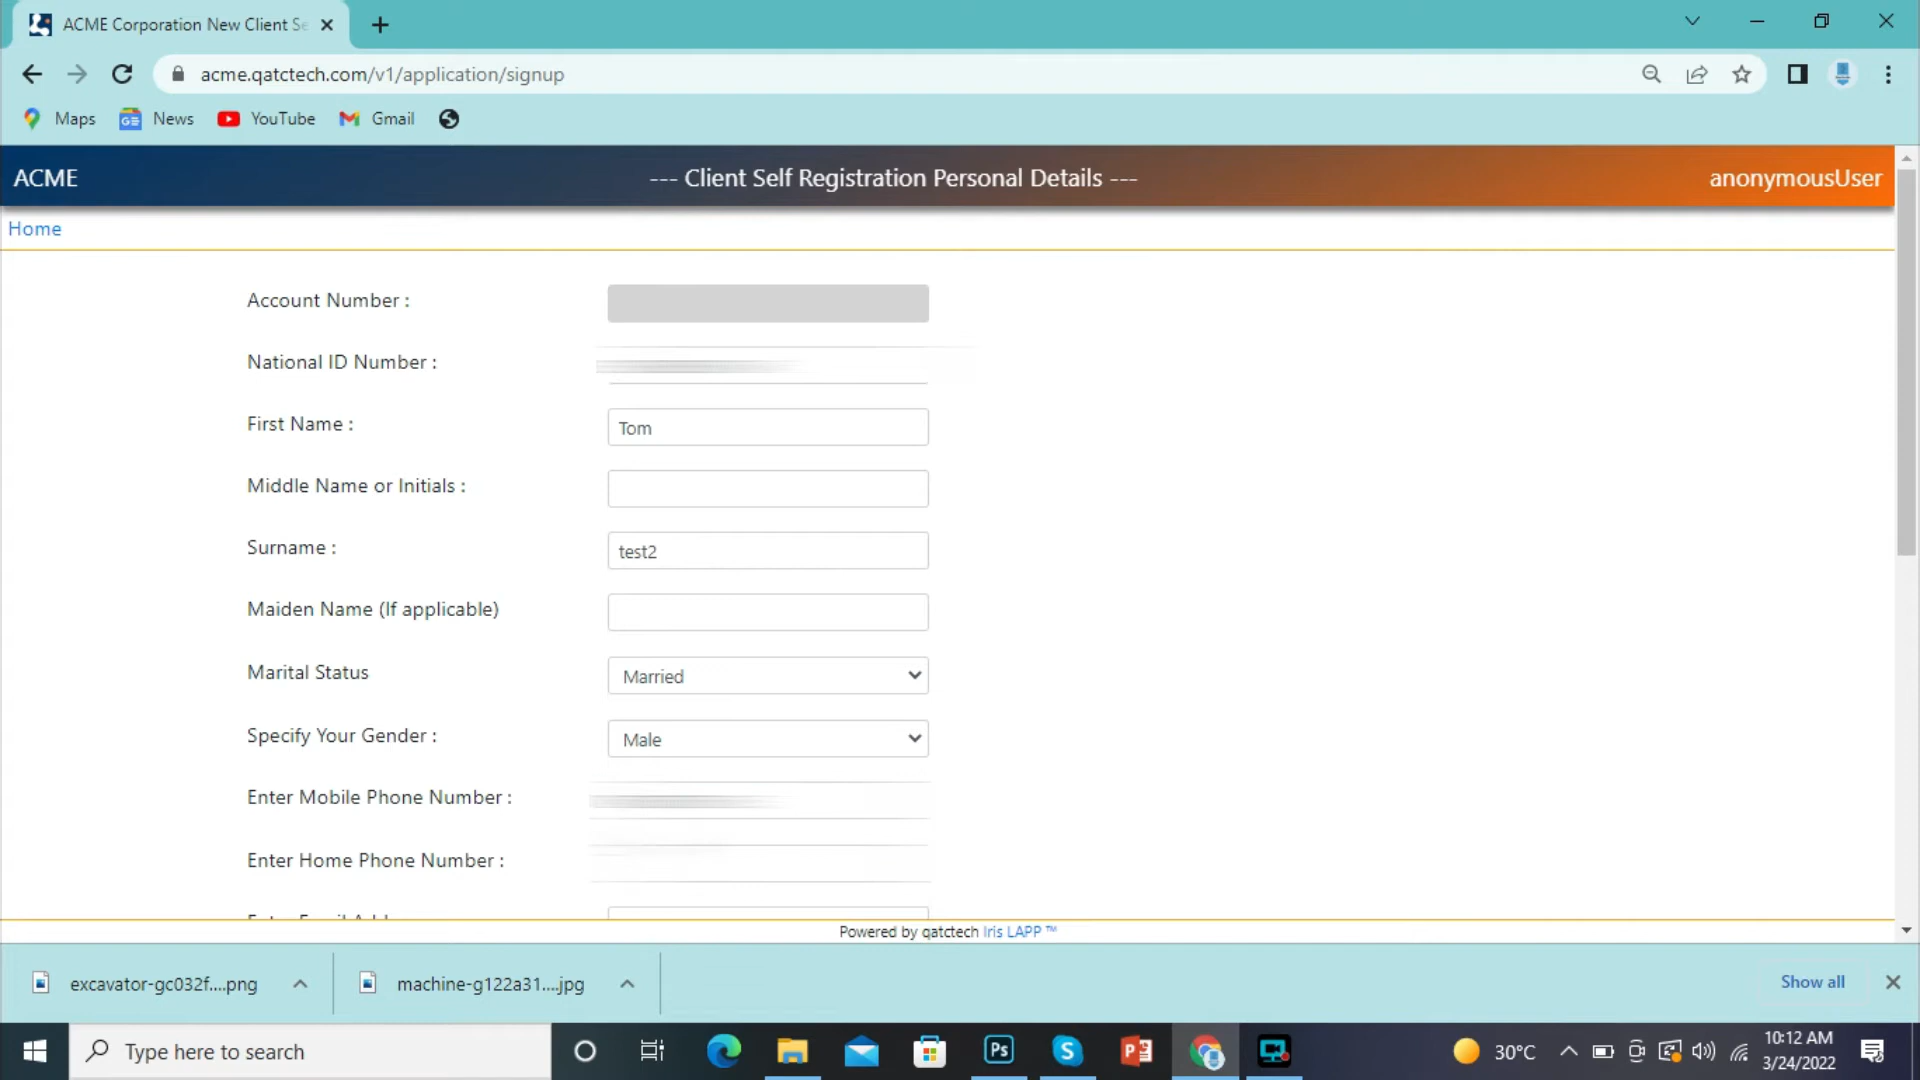 ACME Corporation New Client Se
acme.qatctech.com/v1/application/signup
Maps News YouTube Gmail
ACME --- Client Self Registration Personal Details --- anonymousUser
Home
Account Number :
National ID Number :
First Name : Tom
Middle Name or Initials :
Surname : test2
Maiden Name (If applicable)
Marital Status Married
Specify Your Gender : Male
Enter Mobile Phone Number :
Enter Home Phone Number :
Powered by qatctech Iris LAPP ™
excavator-gc032f....png machine-g122a31....jpg Show all
Type here to search Ps 30°C 10:12 AM
3/24/2022